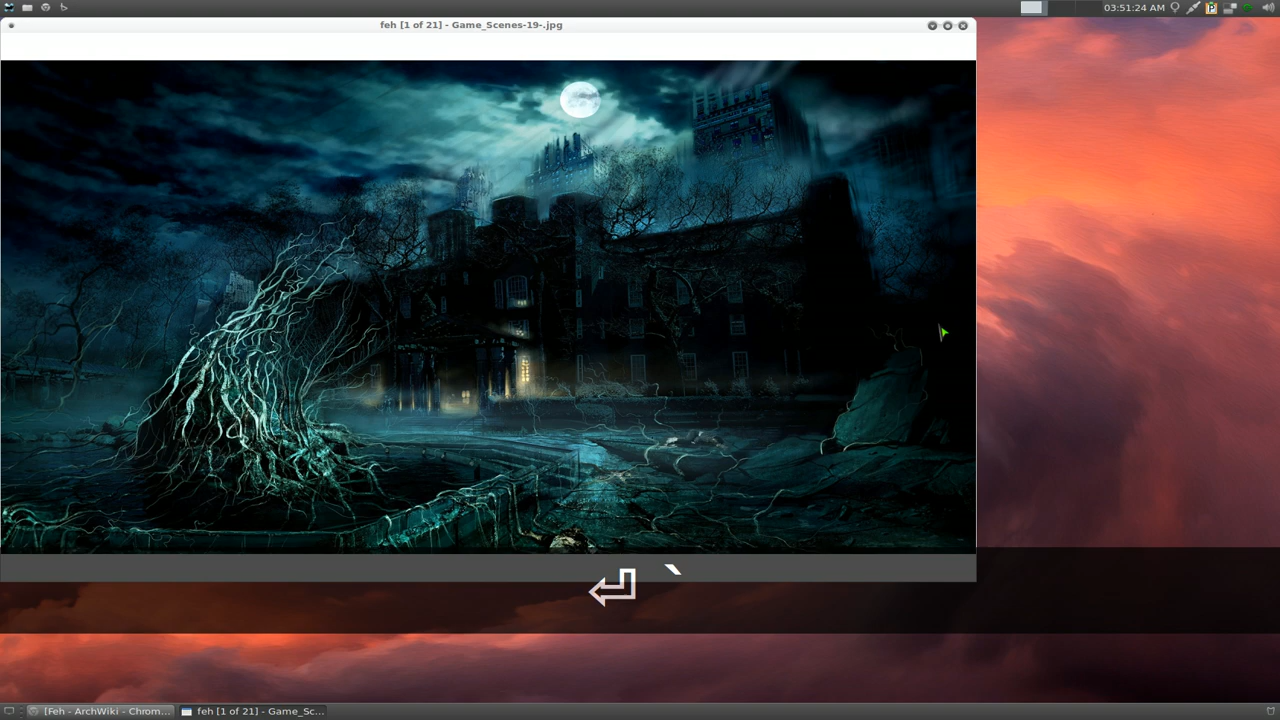 03:51:24 AM
feh [1 of 21] - Game_Scenes-19-.jpg
`
[Feh - ArchWiki - Chrom...
feh [1 of 21] - Game_Sc...